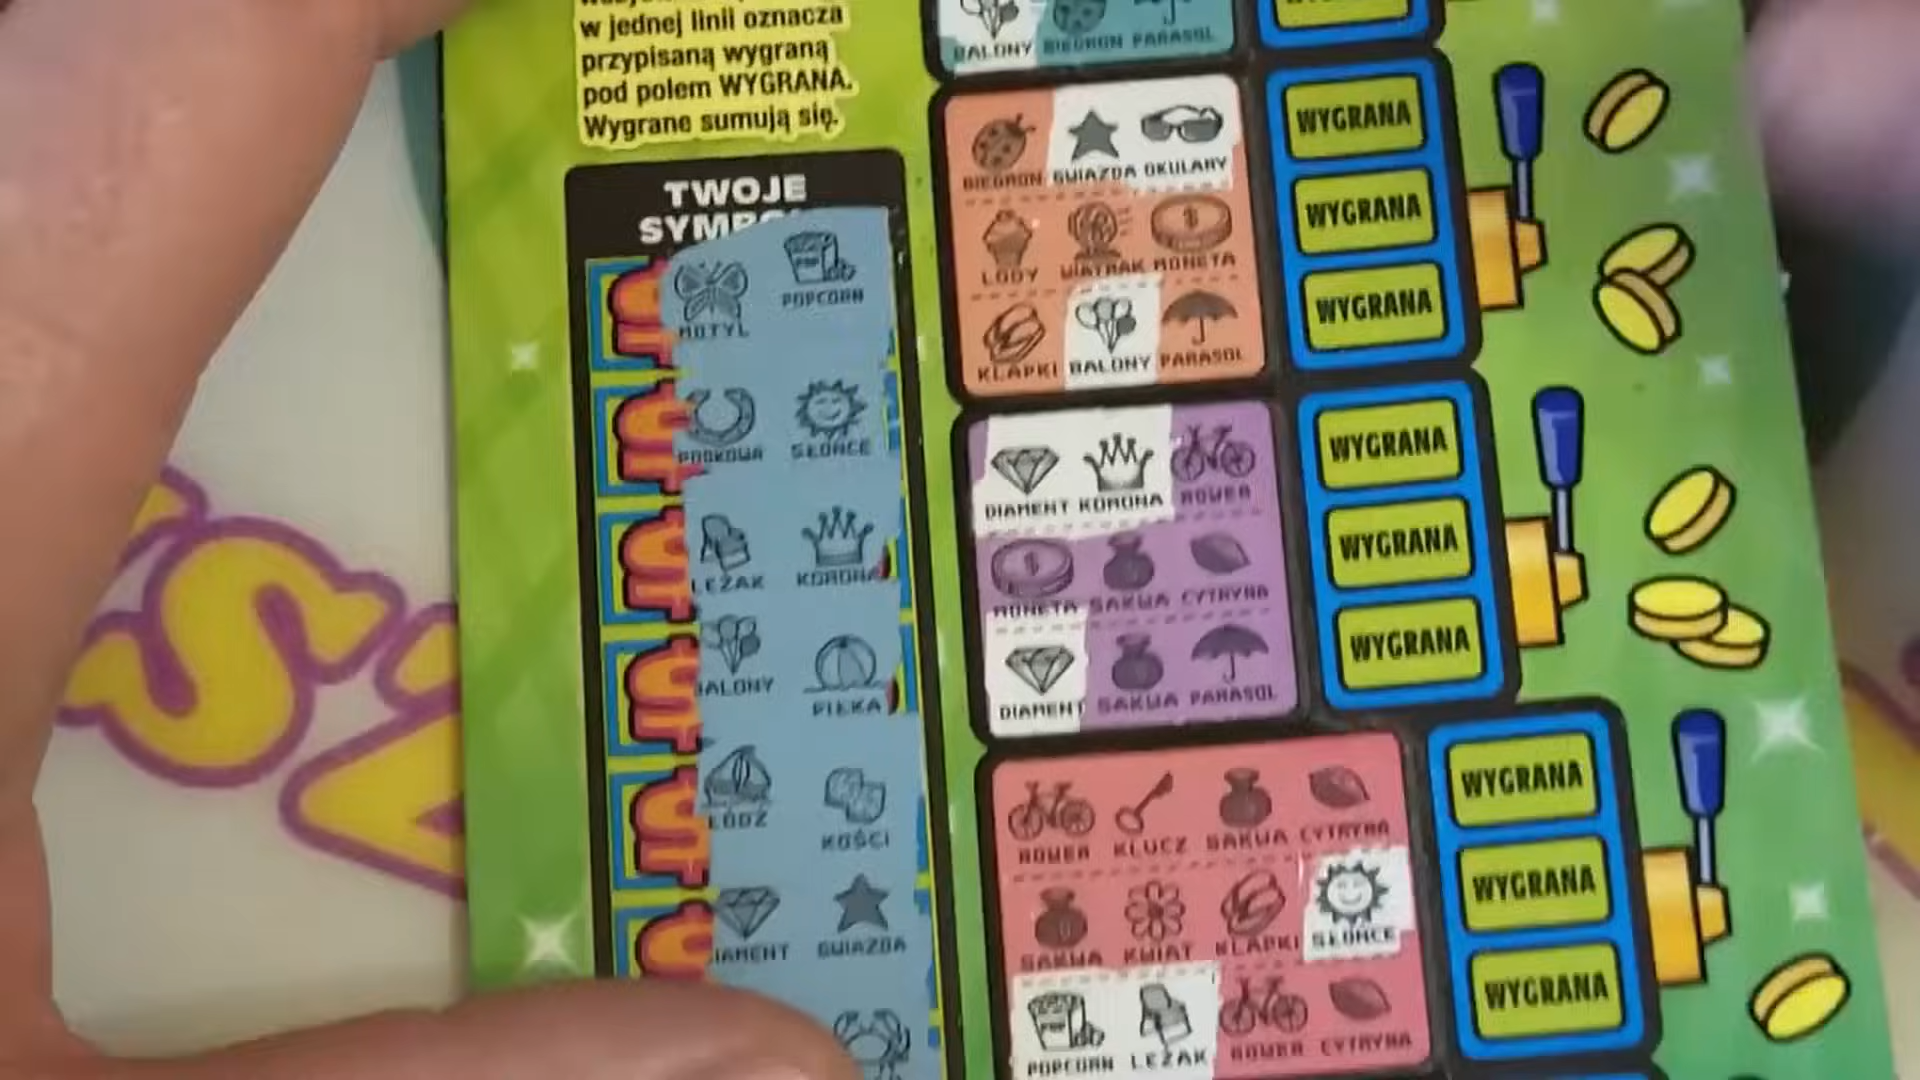 w jednej linii oznacza
przypisaną wygraną
pod polem WYGRANA.
Wygrane sumują się.
TWOJE
MOTYL POPCORN
PODKOWA SŁOŃCE
LEŻAK KORONA
BALONY PIŁKA
ŁÓDŹ KOŚCI
DIAMENT GWIAZDA
BALONY BIEDRON PARASOL
BIEDRON GWIAZDA OKULARY
LODY WIATRAK MONETA
KLAPKI BALONY PARASOL
WYGRANA
WYGRANA
WYGRANA
DIAMENT KORONA ROWER
MONETA SAKWA CYTRYNA
DIAMENT SAKWA PARASOL
WYGRANA
WYGRANA
WYGRANA
ROWER KLUCZ SAKWA CYTRYNA
SAKWA KWIAT KLAPKI SŁOŃCE
POPCORN LEŻAK ROWER CYTRYNA
WYGRANA
WYGRANA
WYGRANA